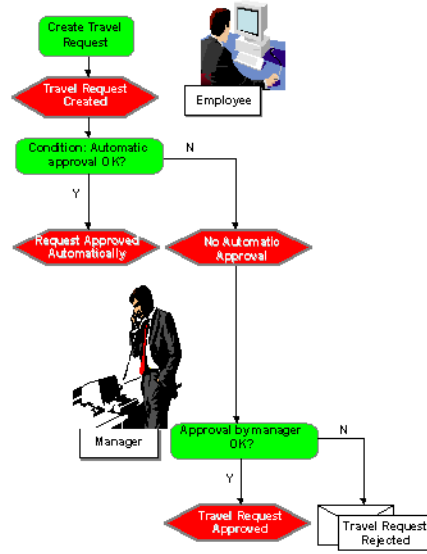 Create Travel
Request
Travel Request
Created
Employee
Condition: Automatic
approval OK?
N
Y
Request Approved
Automatically
No Automatic
Approval
Manager
Approval by manager
OK?
N
Y
Travel Request
Approved
Travel Request
Rejected